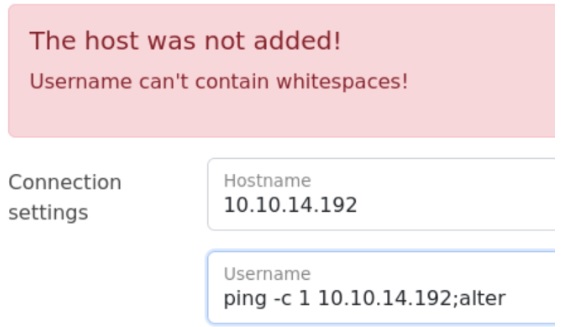 The host was not added!
Username can't contain whitespaces!
Connection
settings
Hostname
10.10.14.192
Username
ping -c 1 10.10.14.192;alter